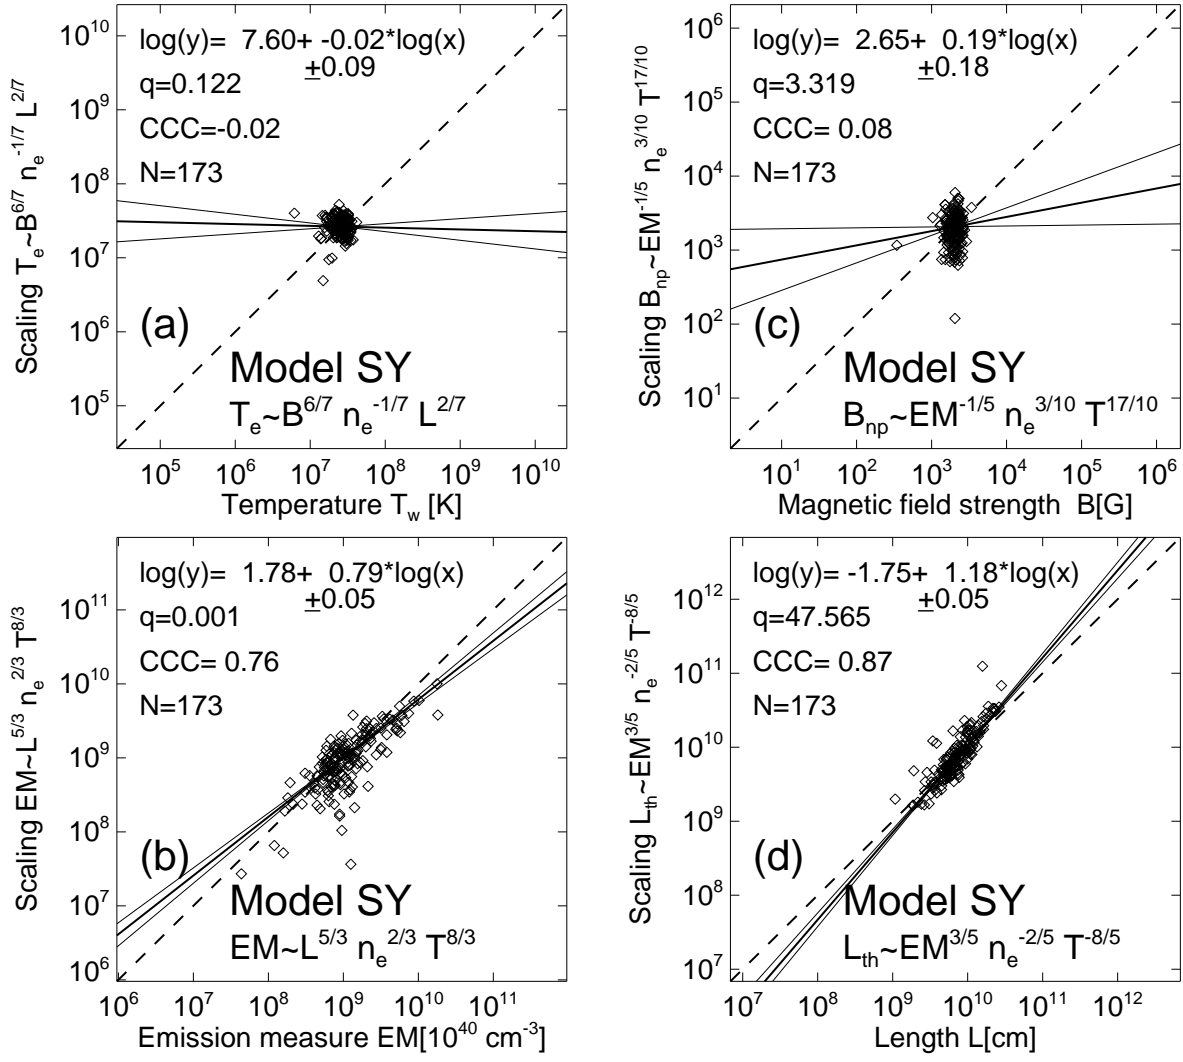 log(y)= 7.60+ -0.02*log(x)
±0.09
q=0.122
CCC=-0.02
N=173
10^10
10^9
10^8
10^7
10^6
10^5
Scaling T_e~B^6/7 n_e^-1/7 L^2/7
(a)
Model SY
T_e~B^6/7 n_e^-1/7 L^2/7
10^5 10^6 10^7 10^8 10^9 10^10
Temperature T_w [K]
log(y)= 2.65+ 0.19*log(x)
±0.18
q=3.319
CCC= 0.08
N=173
10^6
10^5
10^4
10^3
10^2
10^1
Scaling B_np~EM^-1/5 n_e^3/10 T^17/10
(c)
Model SY
B_np~EM^-1/5 n_e^3/10 T^17/10
10^1 10^2 10^3 10^4 10^5 10^6
Magnetic field strength B[G]
log(y)= 1.78+ 0.79*log(x)
±0.05
q=0.001
CCC= 0.76
N=173
10^11
10^10
10^9
10^8
10^7
10^6
Scaling EM~L^5/3 n_e^2/3 T^8/3
(b)
Model SY
EM~L^5/3 n_e^2/3 T^8/3
10^6 10^7 10^8 10^9 10^10 10^11
Emission measure EM[10^40 cm^-3]
log(y)= -1.75+ 1.18*log(x)
±0.05
q=47.565
CCC= 0.87
N=173
10^12
10^11
10^10
10^9
10^8
10^7
Scaling L_th~EM^3/5 n_e^-2/5 T^-8/5
(d)
Model SY
L_th~EM^3/5 n_e^-2/5 T^-8/5
10^7 10^8 10^9 10^10 10^11 10^12
Length L[cm]